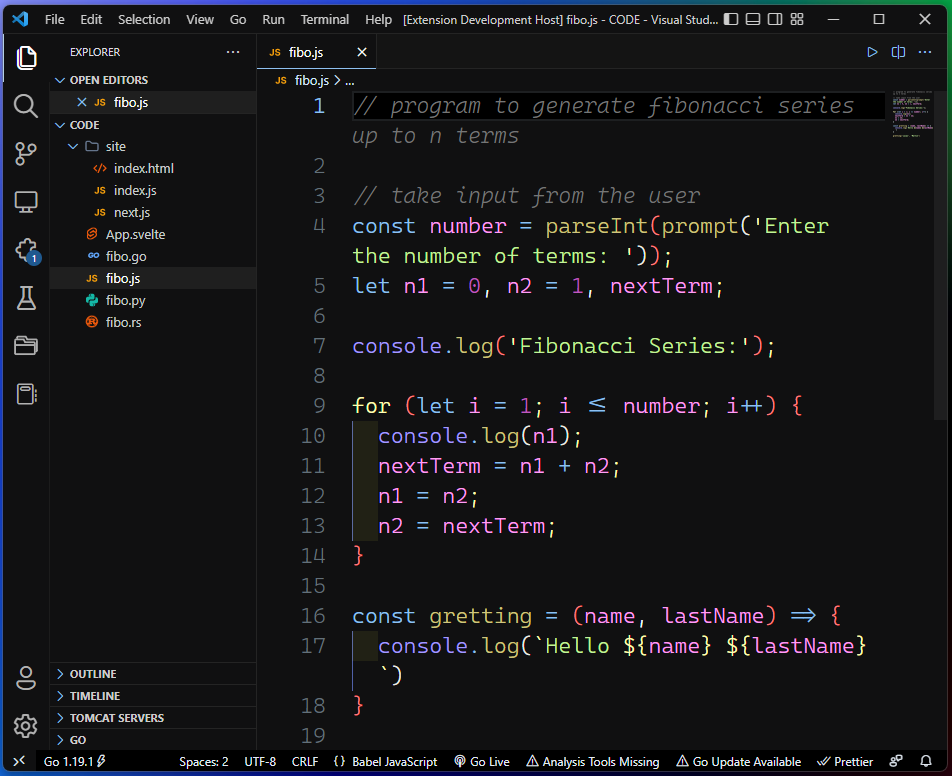 File Edit Selection View Go Run Terminal Help [Extension Development Host] fibo.js - CODE - Visual Stud...
EXPLORER
OPEN EDITORS
JS fibo.js
CODE
site
index.html
JS index.js
JS next.js
App.svelte
GO fibo.go
JS fibo.js
fibo.py
fibo.rs
OUTLINE
TIMELINE
TOMCAT SERVERS
GO
1
JS fibo.js
JS fibo.js > ...
1 // program to generate fibonacci series
up to n terms
2
3 // take input from the user
4 const number = parseInt(prompt('Enter
the number of terms: '));
5 let n1 = 0, n2 = 1, nextTerm;
6
7 console.log('Fibonacci Series:');
8
9 for (let i = 1; i ≤ number; i++) {
10 console.log(n1);
11 nextTerm = n1 + n2;
12 n1 = n2;
13 n2 = nextTerm;
14 }
15
16 const gretting = (name, lastName) ⇒ {
17 console.log(`Hello ${name} ${lastName}
`)
18 }
19
Go 1.19.1 Spaces: 2 UTF-8 CRLF {} Babel JavaScript Go Live Analysis Tools Missing Go Update Available Prettier